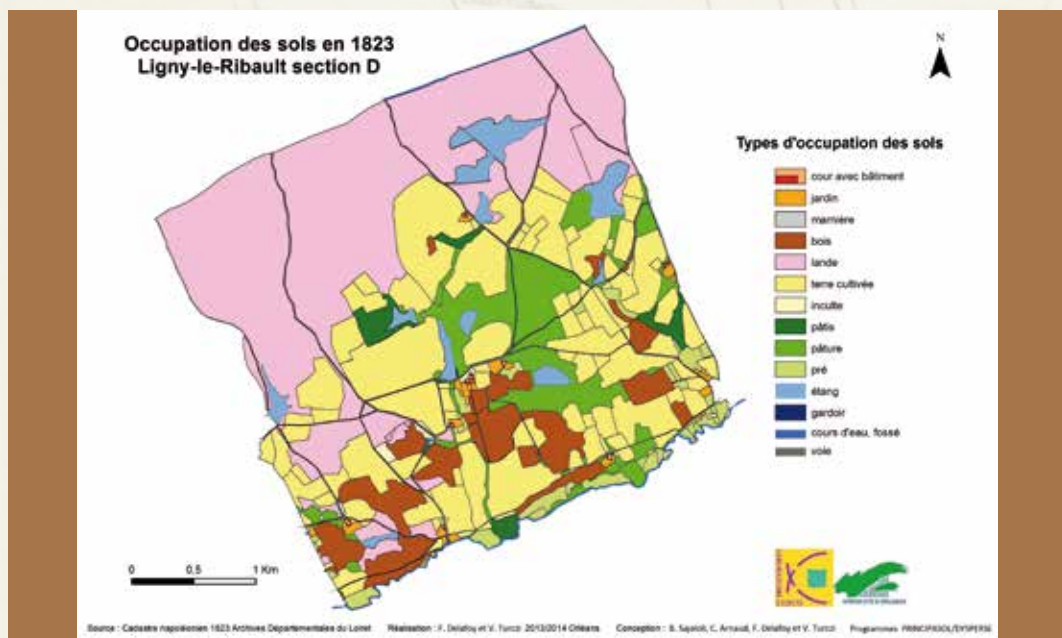 Occupation des sols en 1823
Ligny-le-Ribault section D
N
Types d'occupation des sols
cour avec bâtiment
jardin
marnière
bois
lande
terre cultivée
inculte
pâtis
pâture
pré
étang
gardoir
cours d'eau, fossé
voie
0 0.5 1 Km
Source : Cadastre napoléonien 1823 Archives Départementales du Loiret Réalisation : F. Delafoy et V. Turczi 2013/2014 Orléans Conception : B. Sajaloli, C. Arnaud, F. Delafoy et V. Turczi Programmes PRINCIPASOL/DYSPERSE